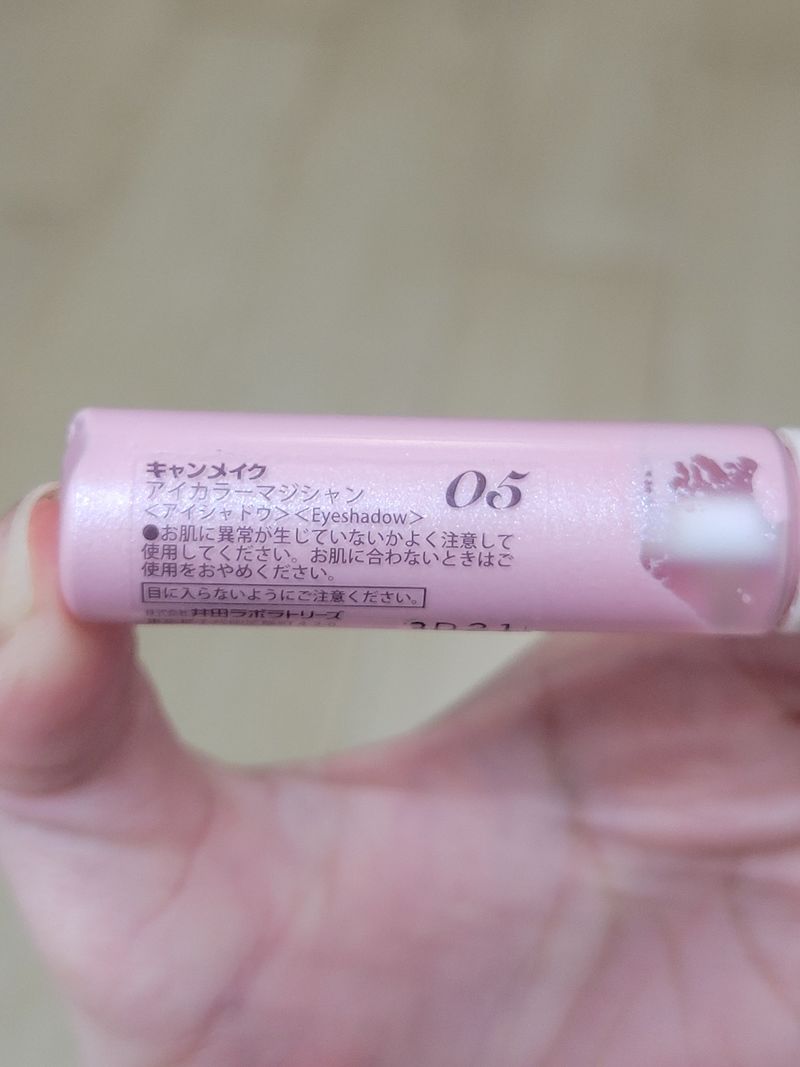 キャンメイク
アイカラーマジシャン
05
＜アイシャドウ＞＜Eyeshadow＞
●お肌に異常が生じていないかよく注意して
使用してください。お肌に合わないときはご
使用をおやめください。
目に入らないようにご注意ください。
株式会社 井田ラボラトリーズ